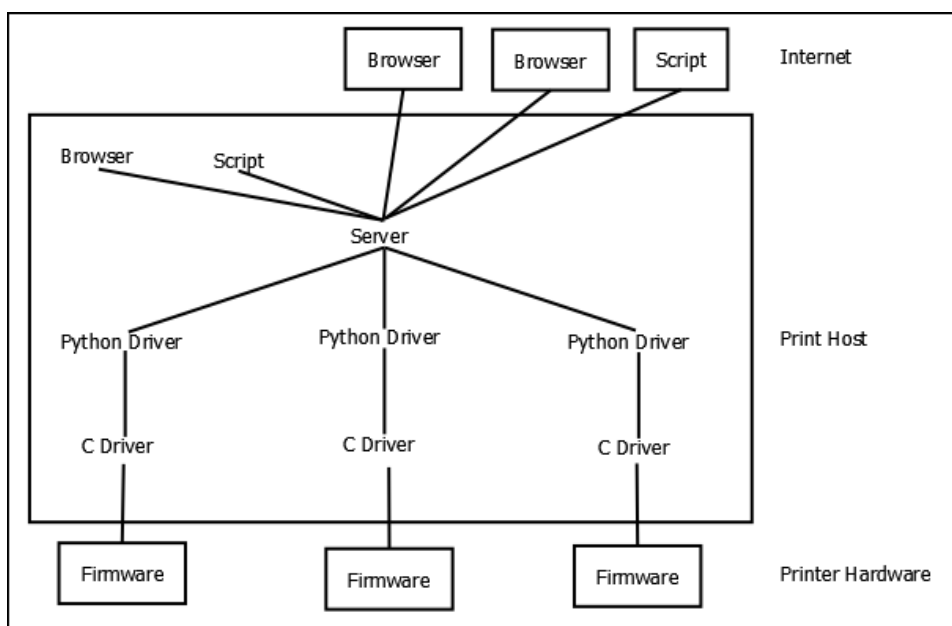 Browser
Browser
Script
Internet
Browser
Script
Server
Python Driver
Python Driver
Python Driver
Print Host
C Driver
C Driver
C Driver
Firmware
Firmware
Firmware
Printer Hardware